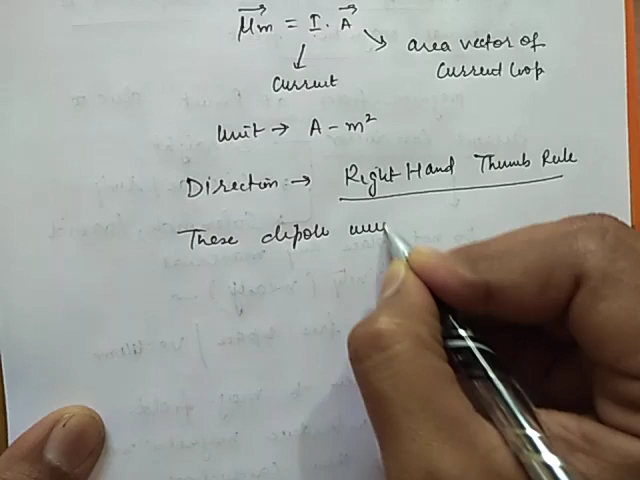 μm = I . A
area vector of
current loop
current
Unit → A - m²
Direction → Right Hand Thumb Rule
These dipole